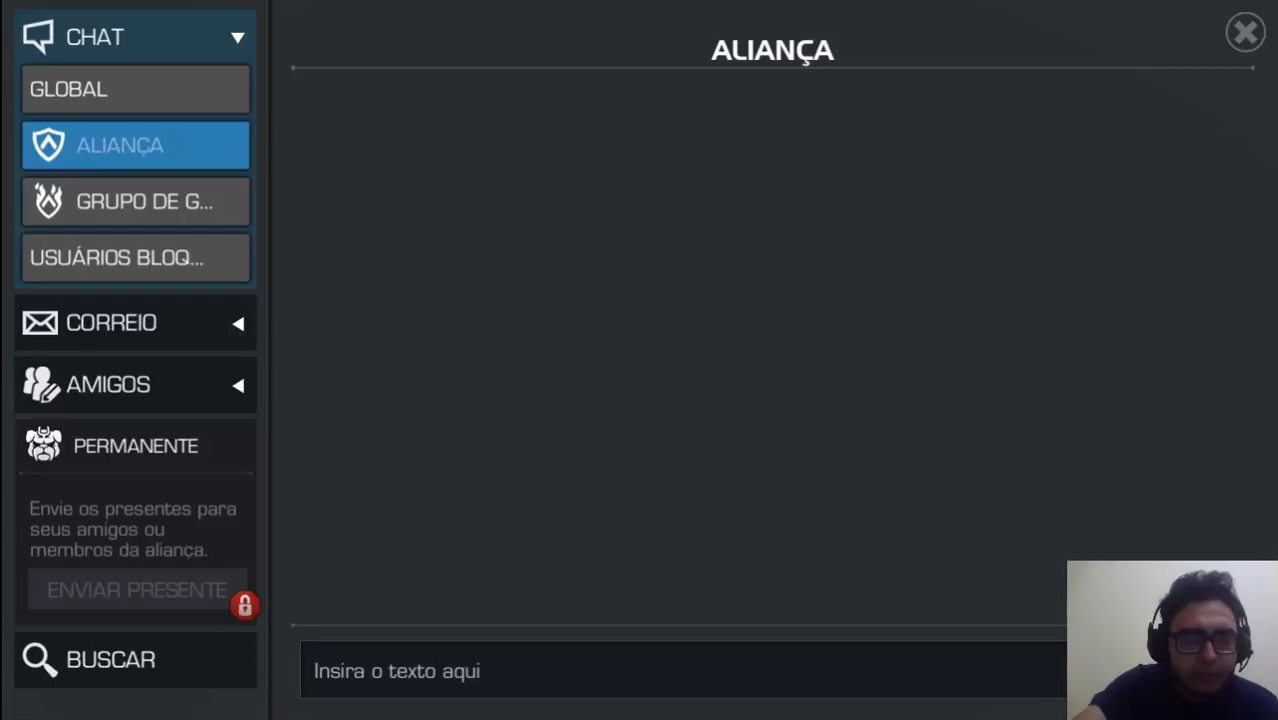 CHAT
GLOBAL
ALIANÇA
GRUPO DE G...
USUÁRIOS BLOQ...
CORREIO
AMIGOS
PERMANENTE
Envie os presentes para
seus amigos ou
membros da aliança.
ENVIAR PRESENTE
BUSCAR
ALIANÇA
Insira o texto aqui